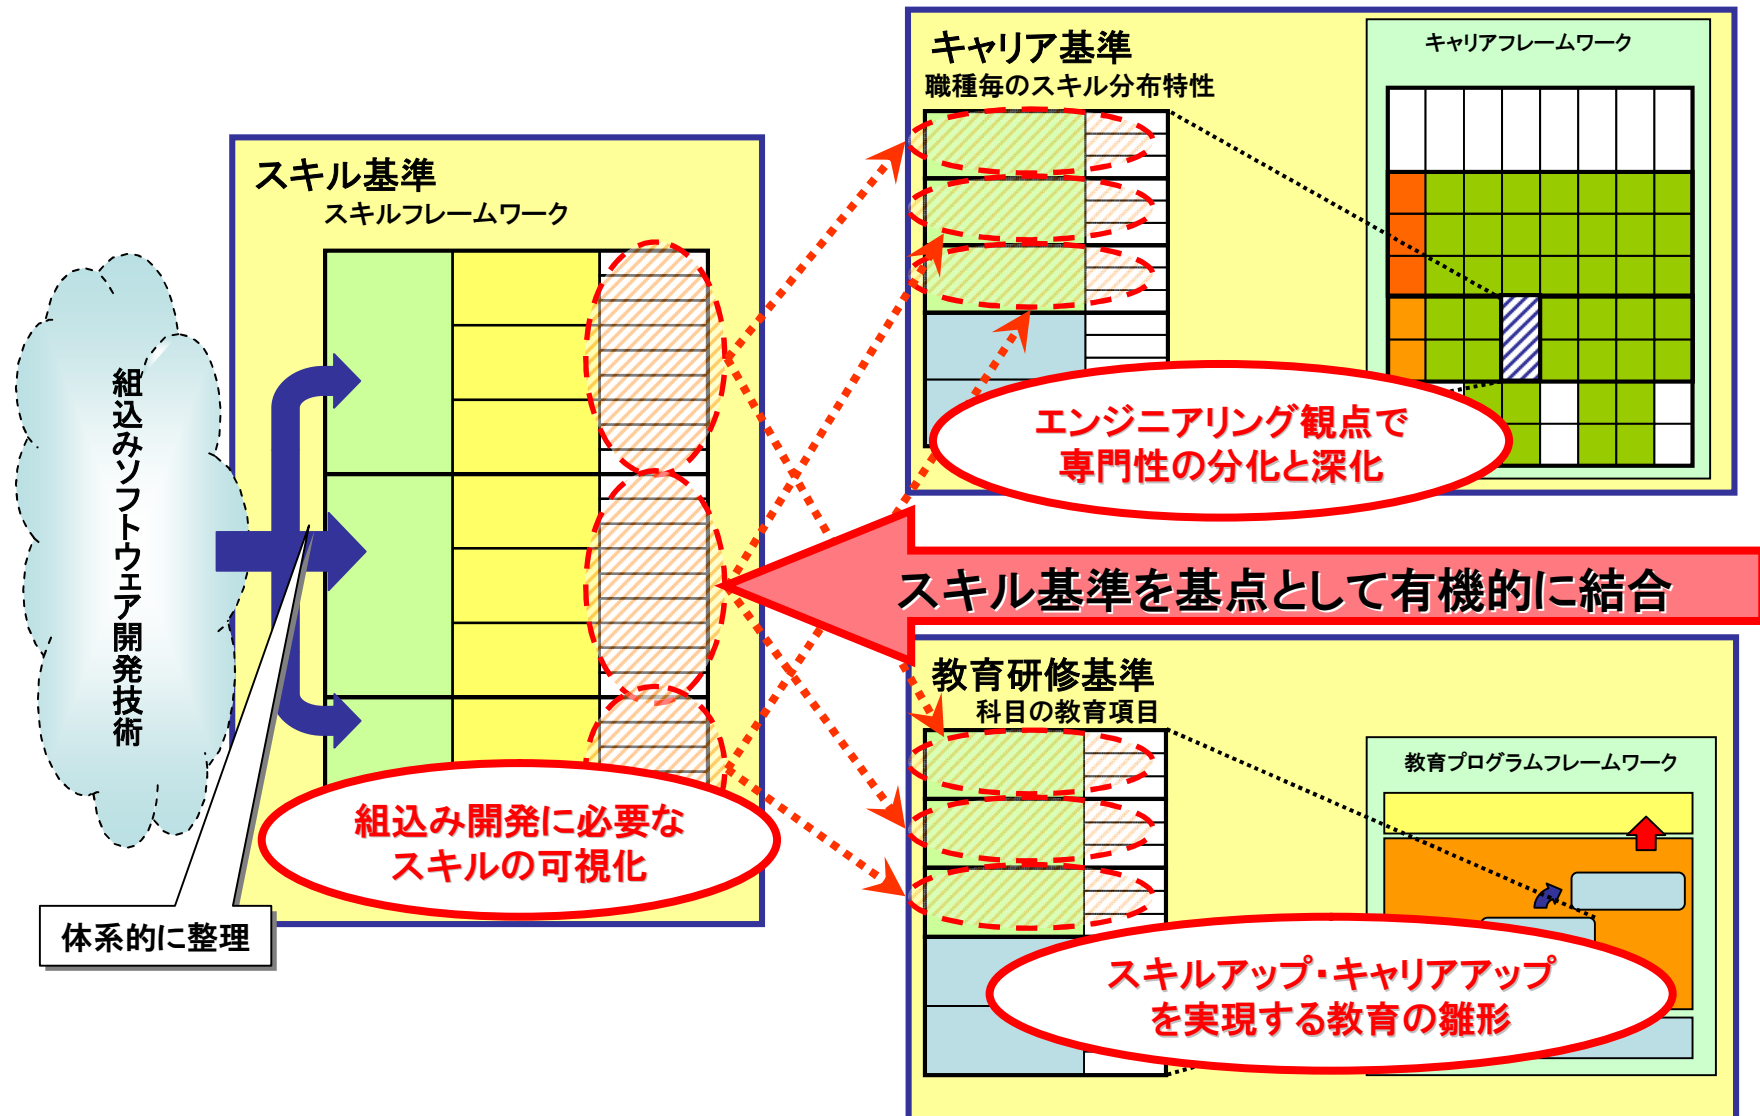 組込みソフトウェア開発技術
体系的に整理
スキル基準
スキルフレームワーク
組込み開発に必要な
スキルの可視化
キャリア基準
職種毎のスキル分布特性
キャリアフレームワーク
エンジニアリング観点で
専門性の分化と深化
スキル基準を基点として有機的に結合
教育研修基準
科目の教育項目
教育プログラムフレームワーク
スキルアップ・キャリアアップ
を実現する教育の雛形